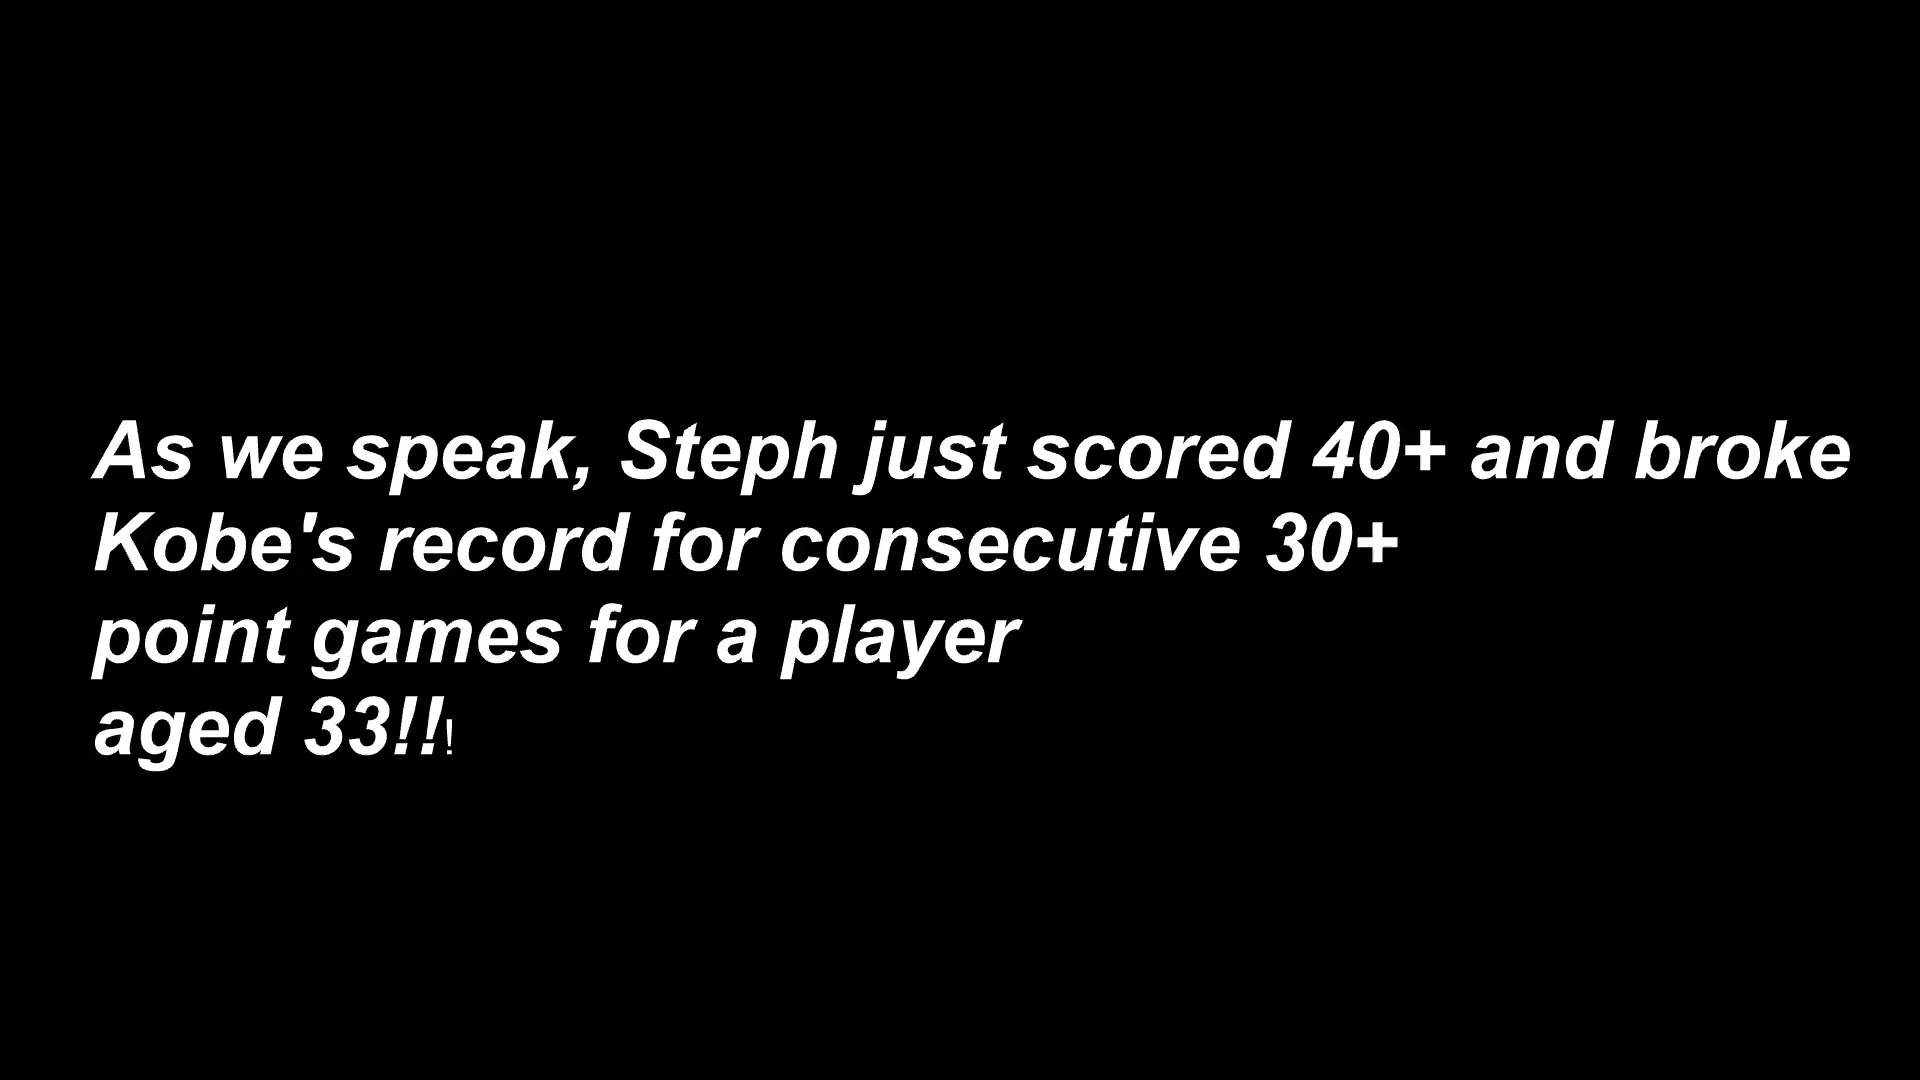 As we speak, Steph just scored 40+ and broke
Kobe's record for consecutive 30+
point games for a player
aged 33!!!